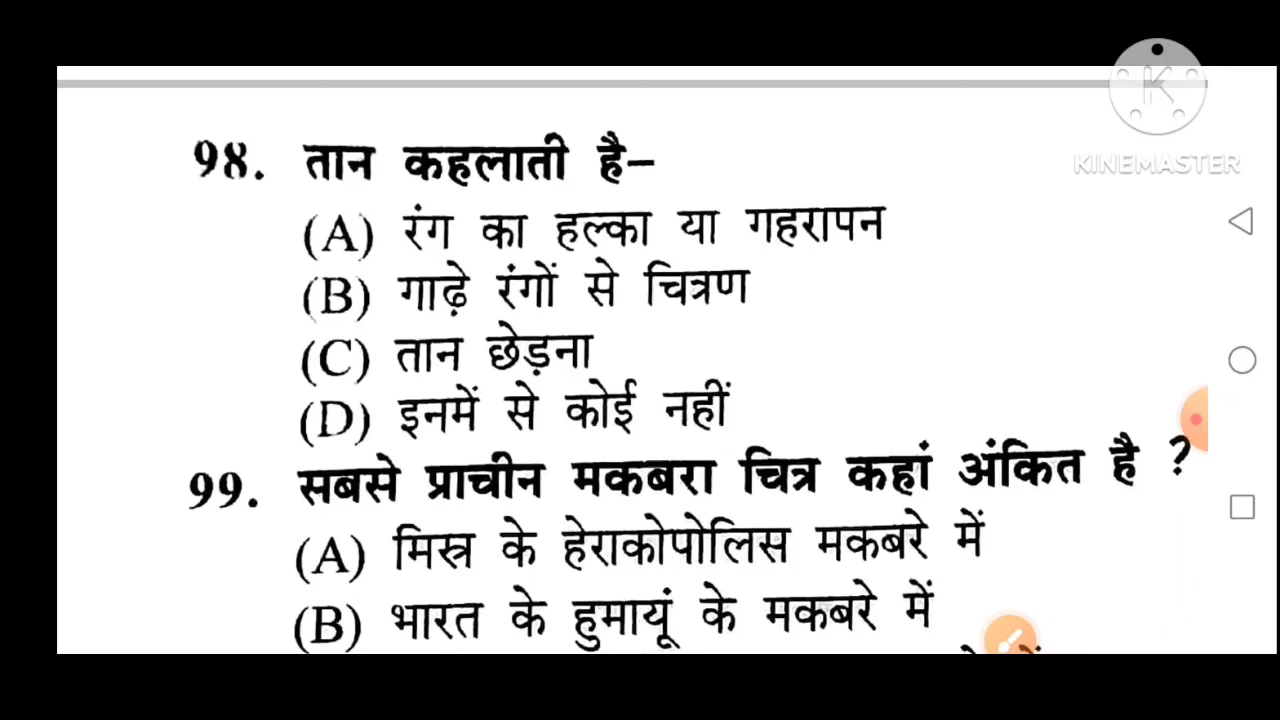 KINEMASTER
98. तान कहलाती है–
(A) रंग का हल्का या गहरापन
(B) गाढ़े रंगों से चित्रण
(C) तान छेड़ना
(D) इनमें से कोई नहीं
99. सबसे प्राचीन मकबरा चित्र कहां अंकित है ?
(A) मिस्र के हेराकोपोलिस मकबरे में
(B) भारत के हुमायूं के मकबरे में